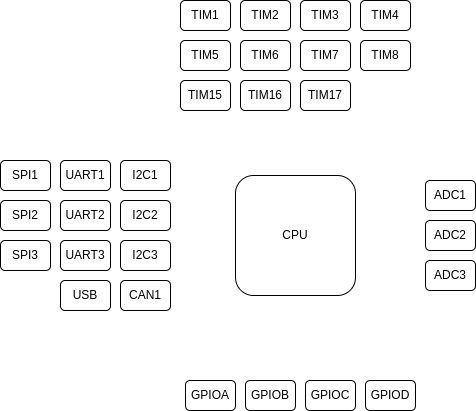 TIM1 TIM2 TIM3 TIM4
TIM5 TIM6 TIM7 TIM8
TIM15 TIM16 TIM17
SPI1 UART1 I2C1
ADC1
SPI2 UART2 I2C2
CPU
ADC2
SPI3 UART3 I2C3
ADC3
USB CAN1
GPIOA GPIOB GPIOC GPIOD